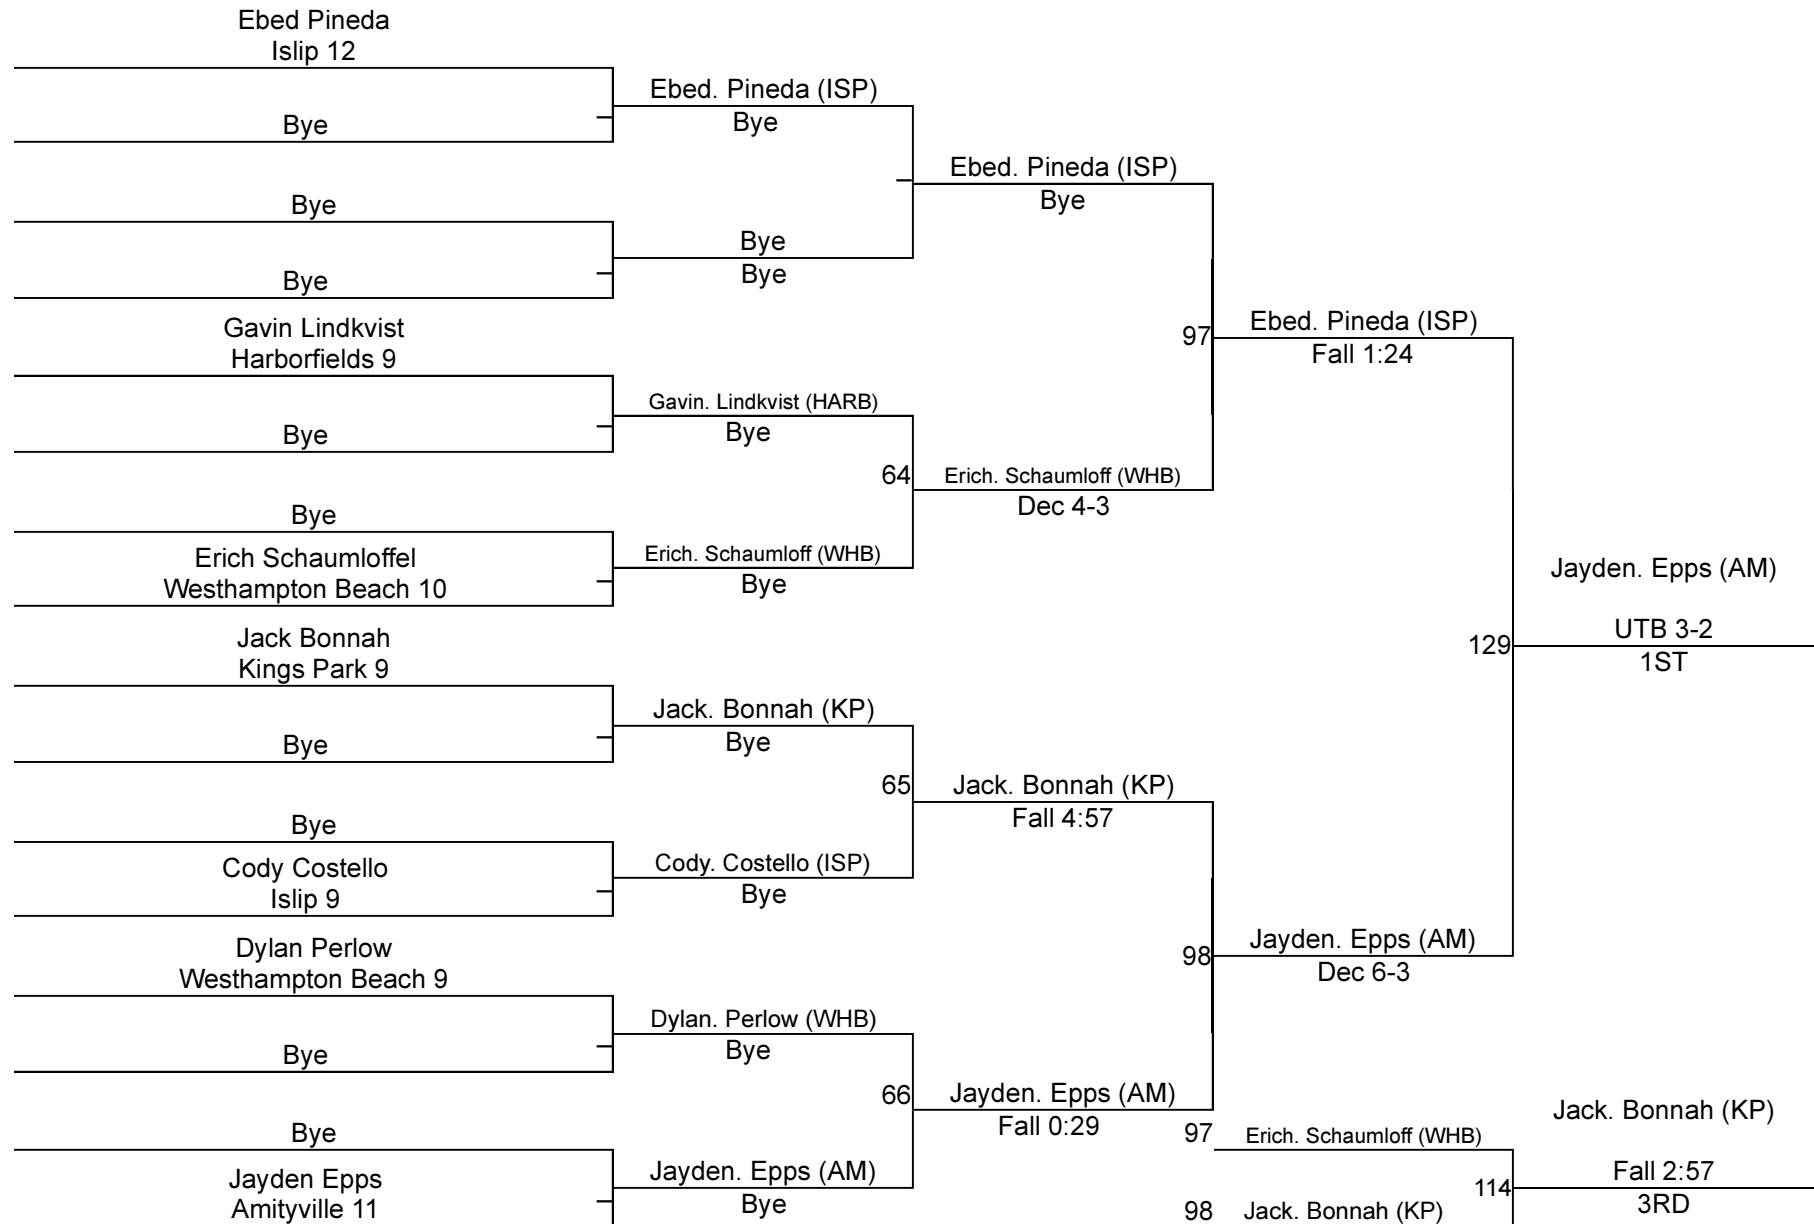 Ebed Pineda
Islip 12
Bye
Bye
Bye
Gavin Lindkvist
Harborfields 9
Bye
Bye
Erich Schaumloffel
Westhampton Beach 10
Jack Bonnah
Kings Park 9
Bye
Bye
Cody Costello
Islip 9
Dylan Perlow
Westhampton Beach 9
Bye
Bye
Jayden Epps
Amityville 11
Ebed. Pineda (ISP)
Bye
Bye
Bye
Gavin. Lindkvist (HARB)
Bye
64
Erich. Schaumloff (WHB)
Bye
Jack. Bonnah (KP)
Bye
65
Cody. Costello (ISP)
Bye
Dylan. Perlow (WHB)
Bye
66
Jayden. Epps (AM)
Bye
Ebed. Pineda (ISP)
Bye
97
Erich. Schaumloff (WHB)
Dec 4-3
Jack. Bonnah (KP)
Fall 4:57
98
Jayden. Epps (AM)
Fall 0:29
Ebed. Pineda (ISP)
Fall 1:24
129
Jayden. Epps (AM)
Dec 6-3
Jayden. Epps (AM)
UTB 3-2
1ST
97 Erich. Schaumloff (WHB)
114
98 Jack. Bonnah (KP)
Jack. Bonnah (KP)
Fall 2:57
3RD